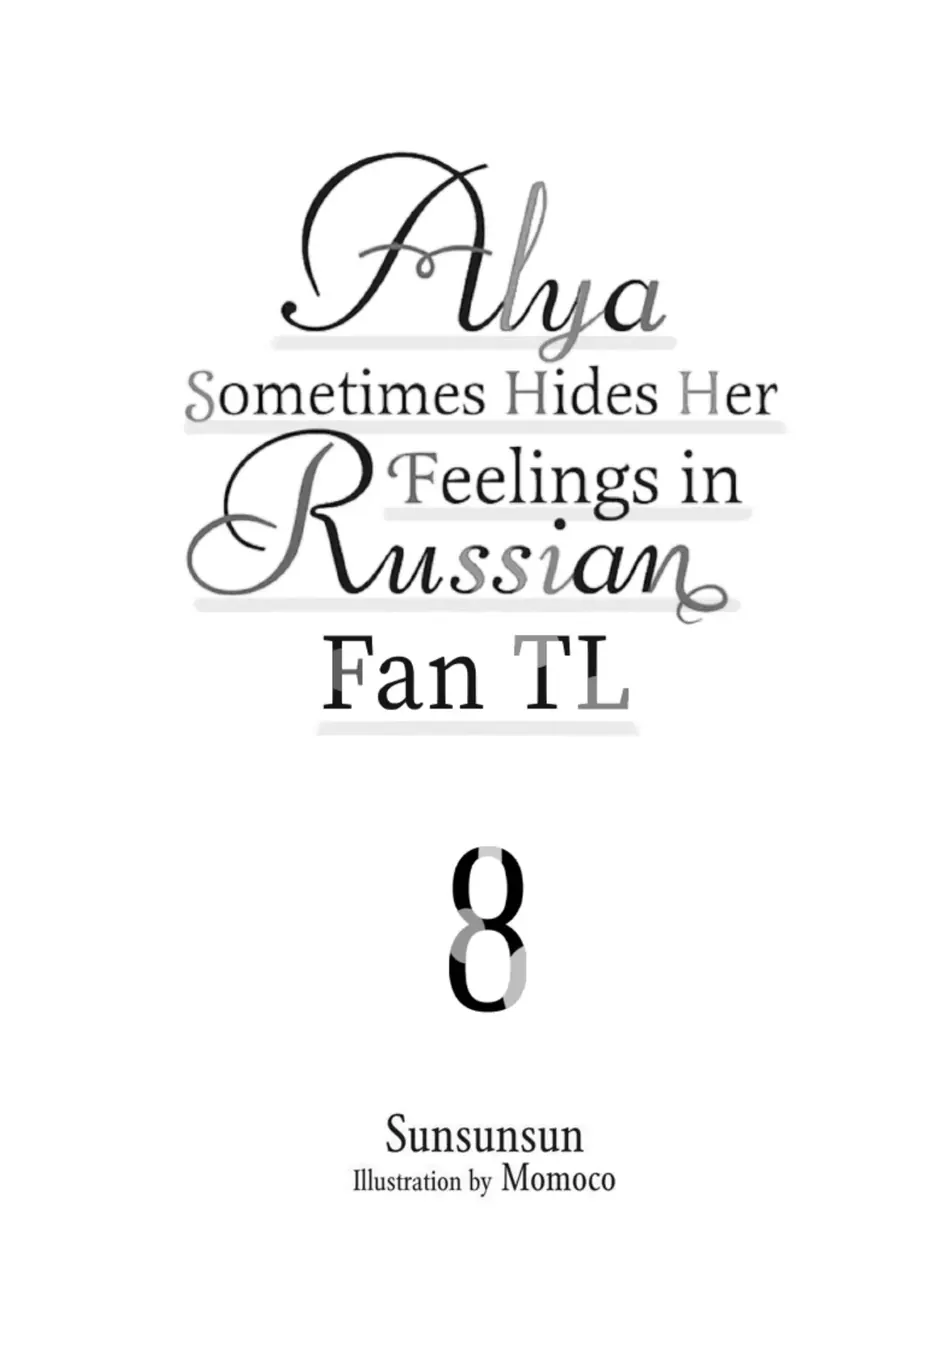 Alya
Sometimes Hides Her
Feelings in
Russian
Fan TL
8
Sunsunsun
Illustration by Momoco